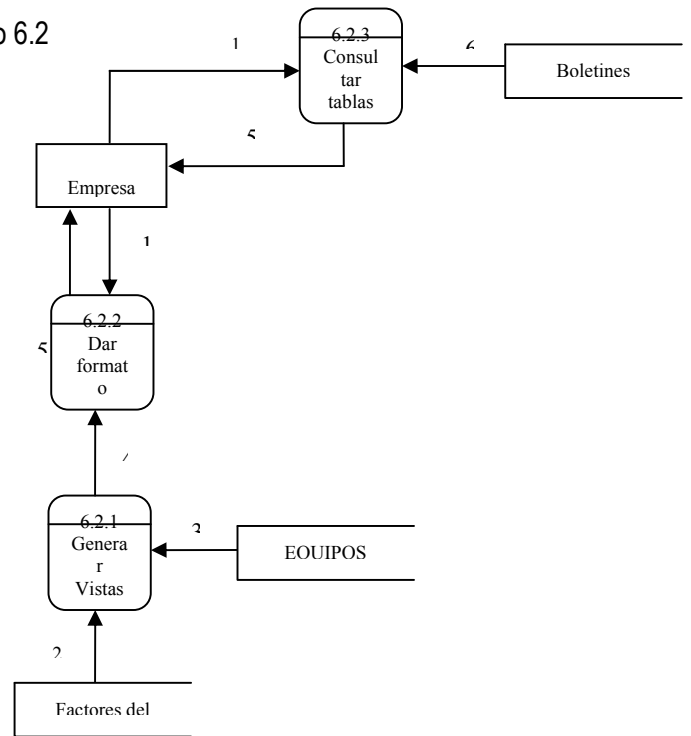 o 6.2
6.2.3
Consul
tar
tablas
1
6
Boletines
5
Empresa
1
6.2.2
Dar
format
o
5
6.2.1
Genera
r
Vistas
3
EQUIPOS
2
Factores del